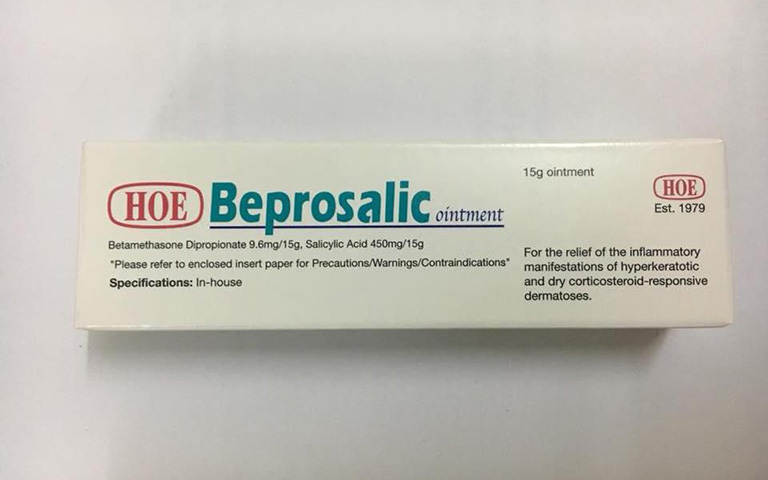 HOE Beprosalic ointment
Betamethasone Dipropionate 9.6mg/15g, Salicylic Acid 450mg/15g
"Please refer to enclosed insert paper for Precautions/Warnings/Contraindications"
Specifications: In-house
15g ointment
HOE
Est. 1979
For the relief of the inflammatory
manifestations of hyperkeratotic
and dry corticosteroid-responsive
dermatoses.